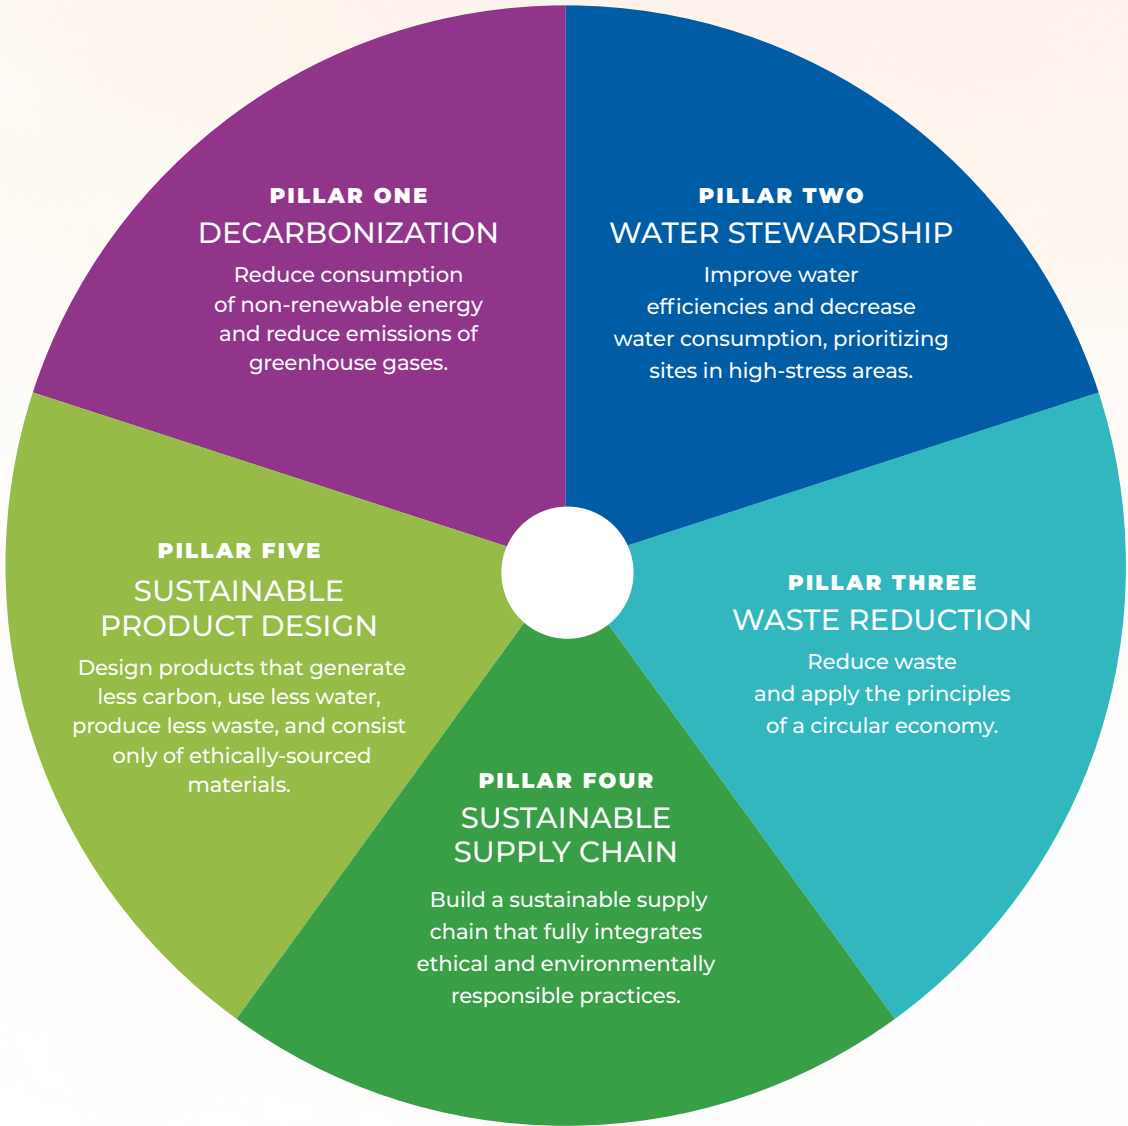 PILLAR ONE
DECARBONIZATION
Reduce consumption
of non-renewable energy
and reduce emissions of
greenhouse gases.
PILLAR TWO
WATER STEWARDSHIP
Improve water
efficiencies and decrease
water consumption, prioritizing
sites in high-stress areas.
PILLAR THREE
WASTE REDUCTION
Reduce waste
and apply the principles
of a circular economy.
PILLAR FOUR
SUSTAINABLE
SUPPLY CHAIN
Build a sustainable supply
chain that fully integrates
ethical and environmentally
responsible practices.
PILLAR FIVE
SUSTAINABLE
PRODUCT DESIGN
Design products that generate
less carbon, use less water,
produce less waste, and consist
only of ethically-sourced
materials.